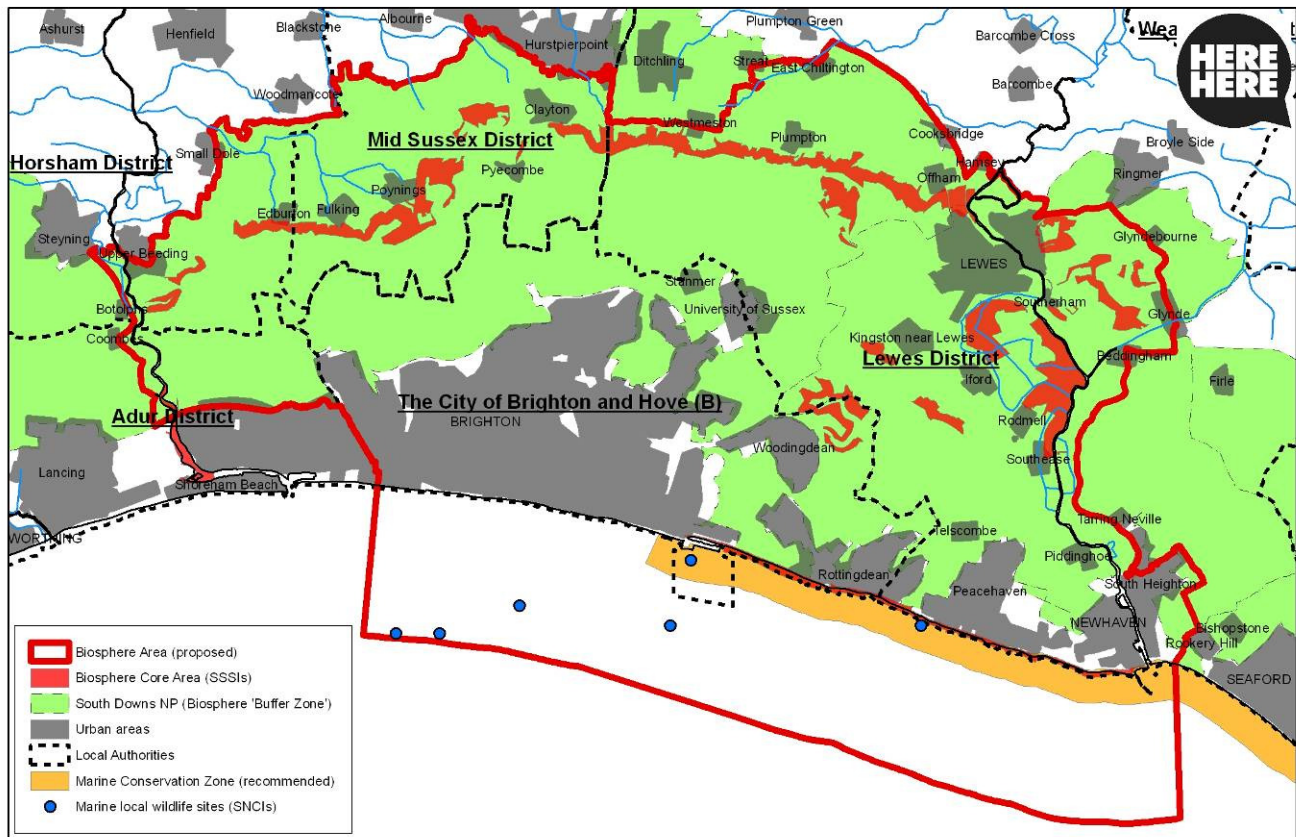 Ashurst
Henfield
Blackstone
Albourne
Hurstpierpoint
Ditchling
Plumpton Green
Streat
East Chiltington
Barcombe Cross
Barcombe
Wea
HERE
HERE
Woodmancote
Clayton
Westmeston
Plumpton
Cooksbridge
Broyle Side
Horsham District
Small Dole
Mid Sussex District
Pyecombe
Poynings
Hamsey
Offham
Ringmer
Edburton
Fulking
Steyning
Upper Beeding
Glyndebourne
LEWES
Stanmer
University of Sussex
Southerham
Botolphs
Coombes
Kingston near Lewes
Glynde
Lewes District
Beddingham
Iford
Firle
Adur District
The City of Brighton and Hove (B)
BRIGHTON
Rodmell
Woodingdean
Southease
Lancing
Shoreham Beach
WORTHING
Telscombe
Tarring Neville
Piddinghoe
Rottingdean
Peacehaven
South Heighton
NEWHAVEN
Bishopstone
Rookery Hill
SEAFORD
Biosphere Area (proposed)
Biosphere Core Area (SSSIs)
South Downs NP (Biosphere 'Buffer Zone')
Urban areas
Local Authorities
Marine Conservation Zone (recommended)
Marine local wildlife sites (SNCIs)